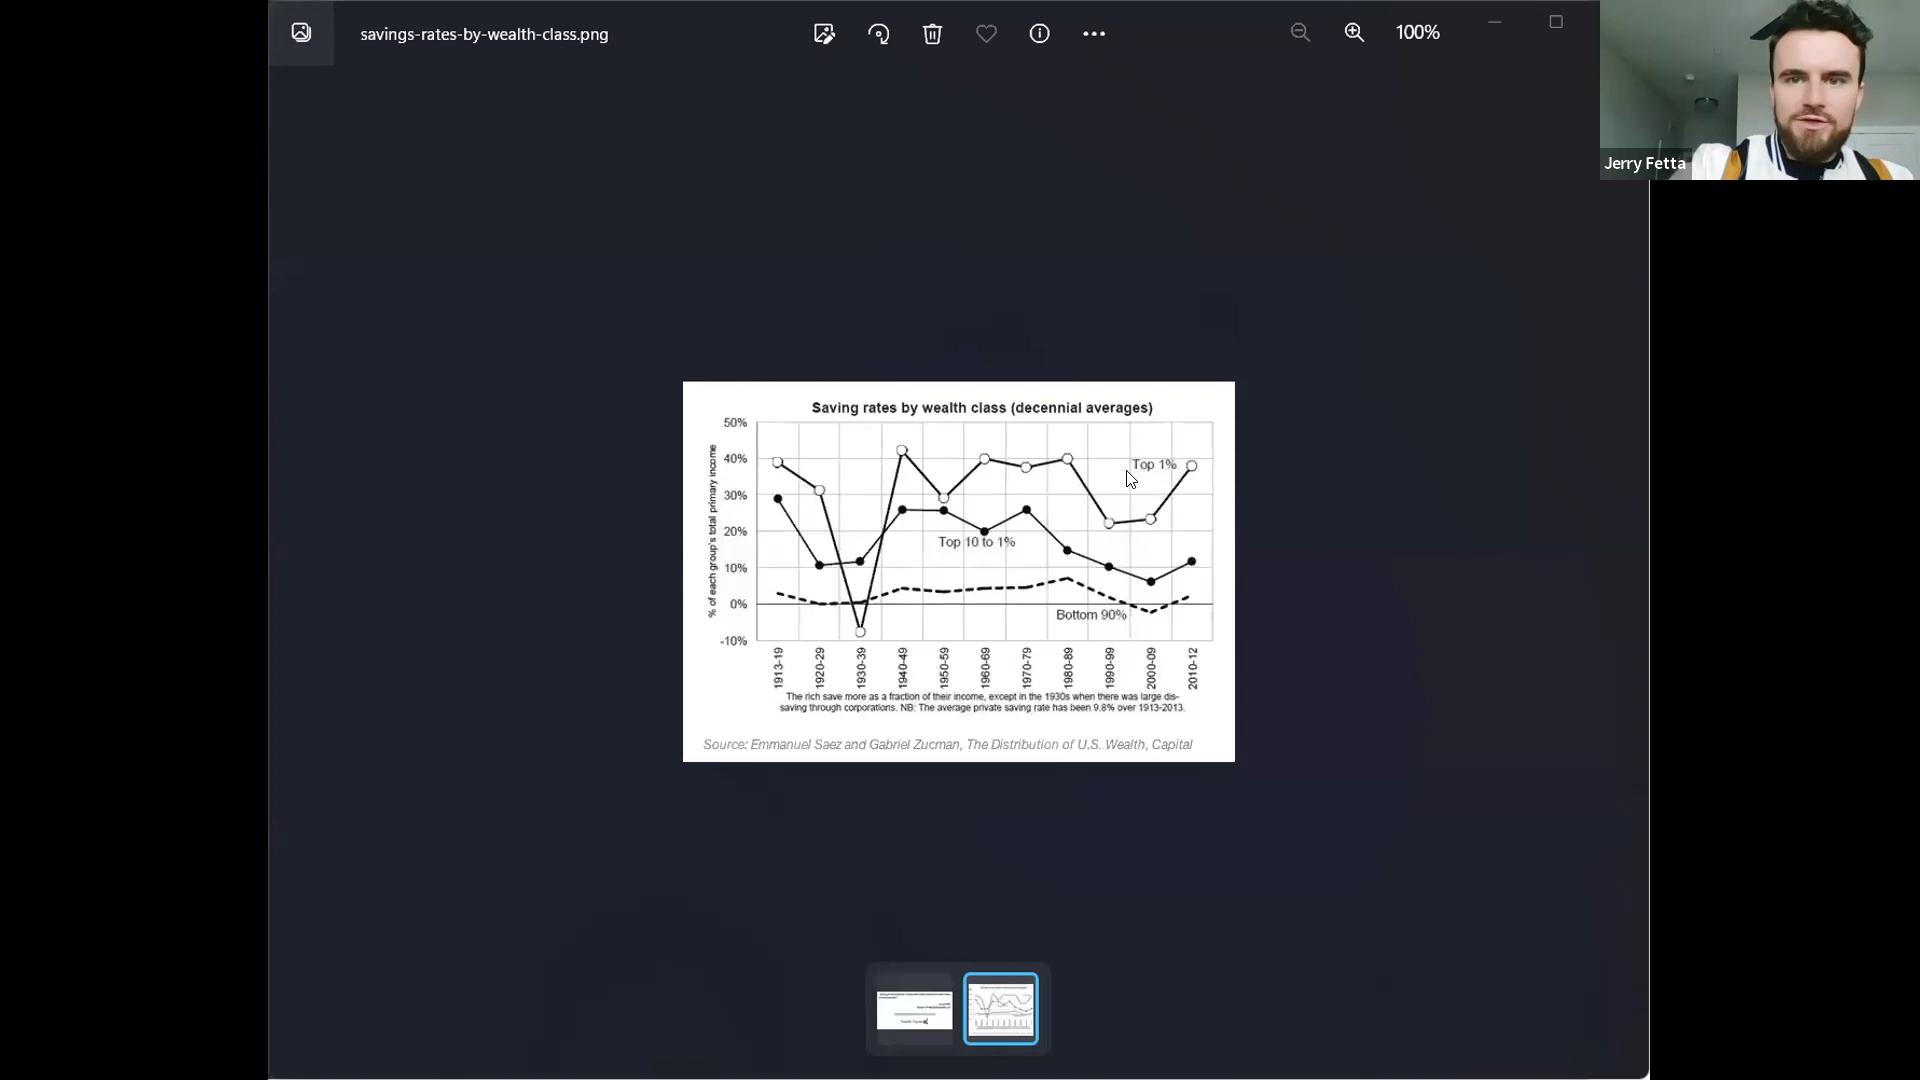 savings-rates-by-wealth-class.png
100%
Jerry Fetta
Saving rates by wealth class (decennial averages)
% of each group's total primary income
50%
40%
30%
20%
10%
0%
-10%
Top 1%
Top 10 to 1%
Bottom 90%
1913-19
1920-29
1930-39
1940-49
1950-59
1960-69
1970-79
1980-89
1990-99
2000-09
2010-12
The rich save more as a fraction of their income, except in the 1930s when there was large dis-
saving through corporations. NB: The average private saving rate has been 9.8% over 1913-2013.
Source: Emmanuel Saez and Gabriel Zucman, The Distribution of U.S. Wealth, Capital